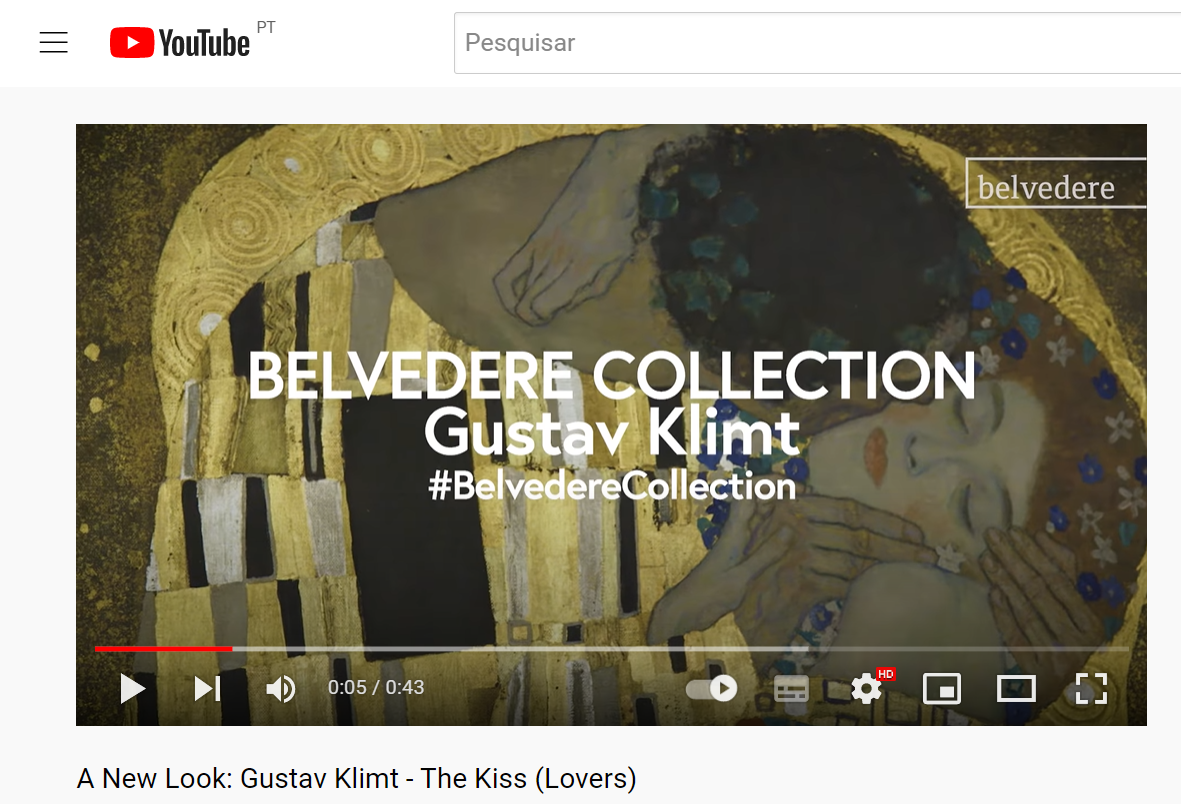 YouTube PT
Pesquisar
belvedere
BELVEDERE COLLECTION
Gustav Klimt
#BelvedereCollection
0:05 / 0:43
HD
A New Look: Gustav Klimt - The Kiss (Lovers)